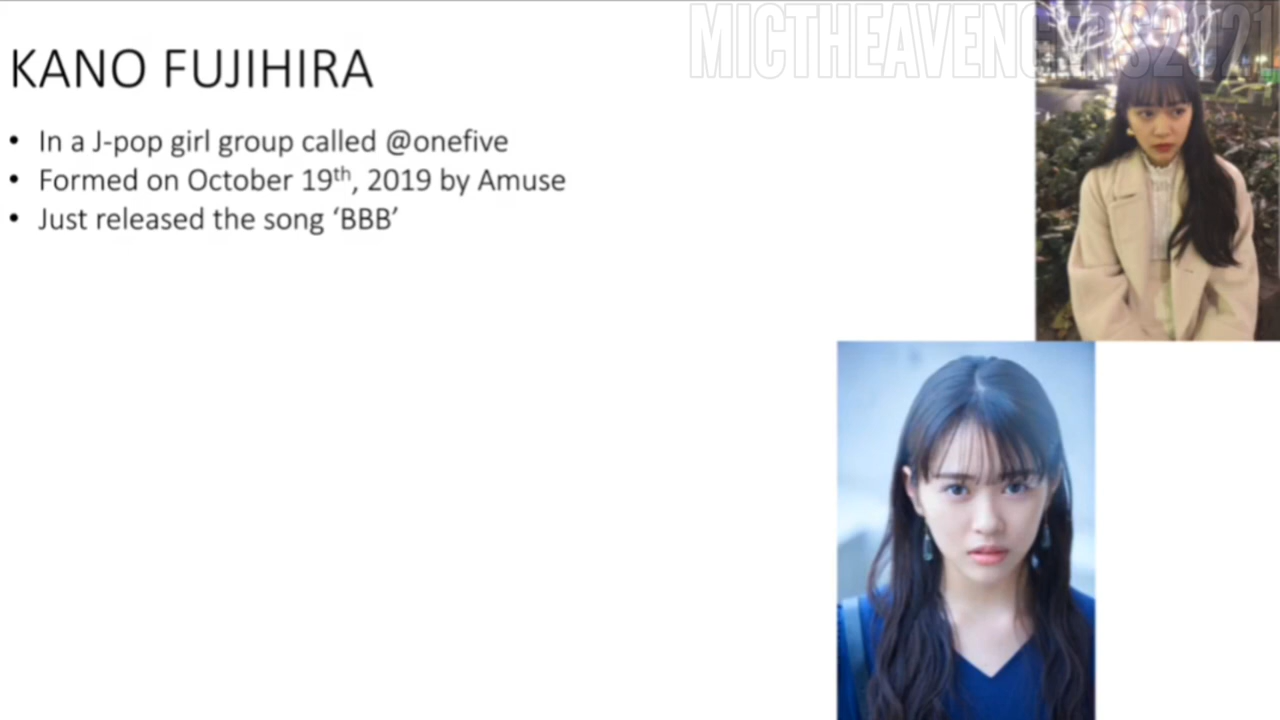 MICTHEAVENGERS2021
KANO FUJIHIRA
• In a J-pop girl group called @onefive
• Formed on October 19th, 2019 by Amuse
• Just released the song ‘BBB’